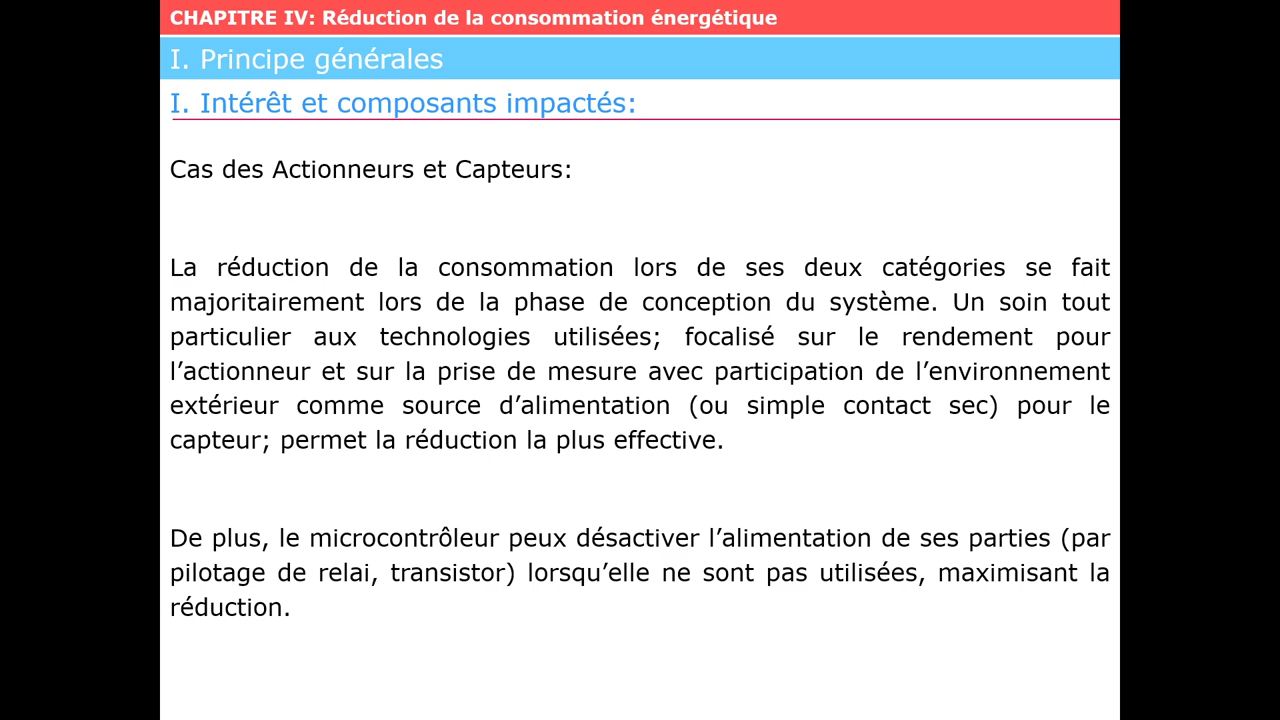 CHAPITRE IV: Réduction de la consommation énergétique
I. Principe générales
I. Intérêt et composants impactés:
Cas des Actionneurs et Capteurs:
La réduction de la consommation lors de ses deux catégories se fait
majoritairement lors de la phase de conception du système. Un soin tout
particulier aux technologies utilisées; focalisé sur le rendement pour
l’actionneur et sur la prise de mesure avec participation de l’environnement
extérieur comme source d’alimentation (ou simple contact sec) pour le
capteur; permet la réduction la plus effective.
De plus, le microcontrôleur peux désactiver l’alimentation de ses parties (par
pilotage de relai, transistor) lorsqu’elle ne sont pas utilisées, maximisant la
réduction.